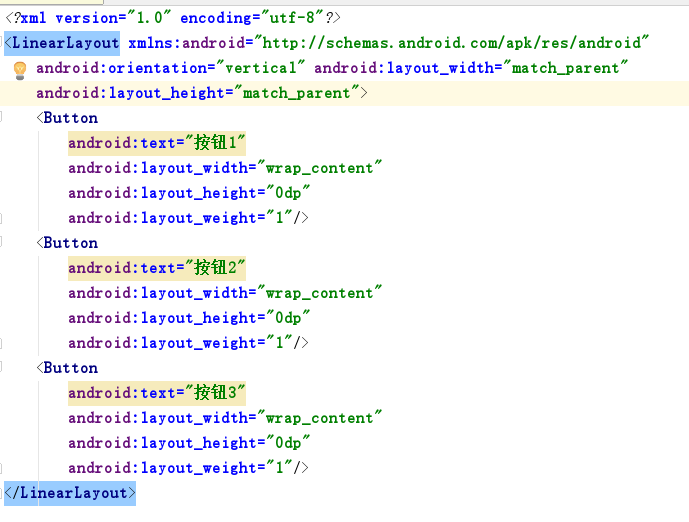 <?xml version="1.0" encoding="utf-8"?>
<LinearLayout xmlns:android="http://schemas.android.com/apk/res/android"
android:orientation="vertical" android:layout_width="match_parent"
android:layout_height="match_parent">
<Button
android:text="按钮1"
android:layout_width="wrap_content"
android:layout_height="0dp"
android:layout_weight="1"/>
<Button
android:text="按钮2"
android:layout_width="wrap_content"
android:layout_height="0dp"
android:layout_weight="1"/>
<Button
android:text="按钮3"
android:layout_width="wrap_content"
android:layout_height="0dp"
android:layout_weight="1"/>
</LinearLayout>